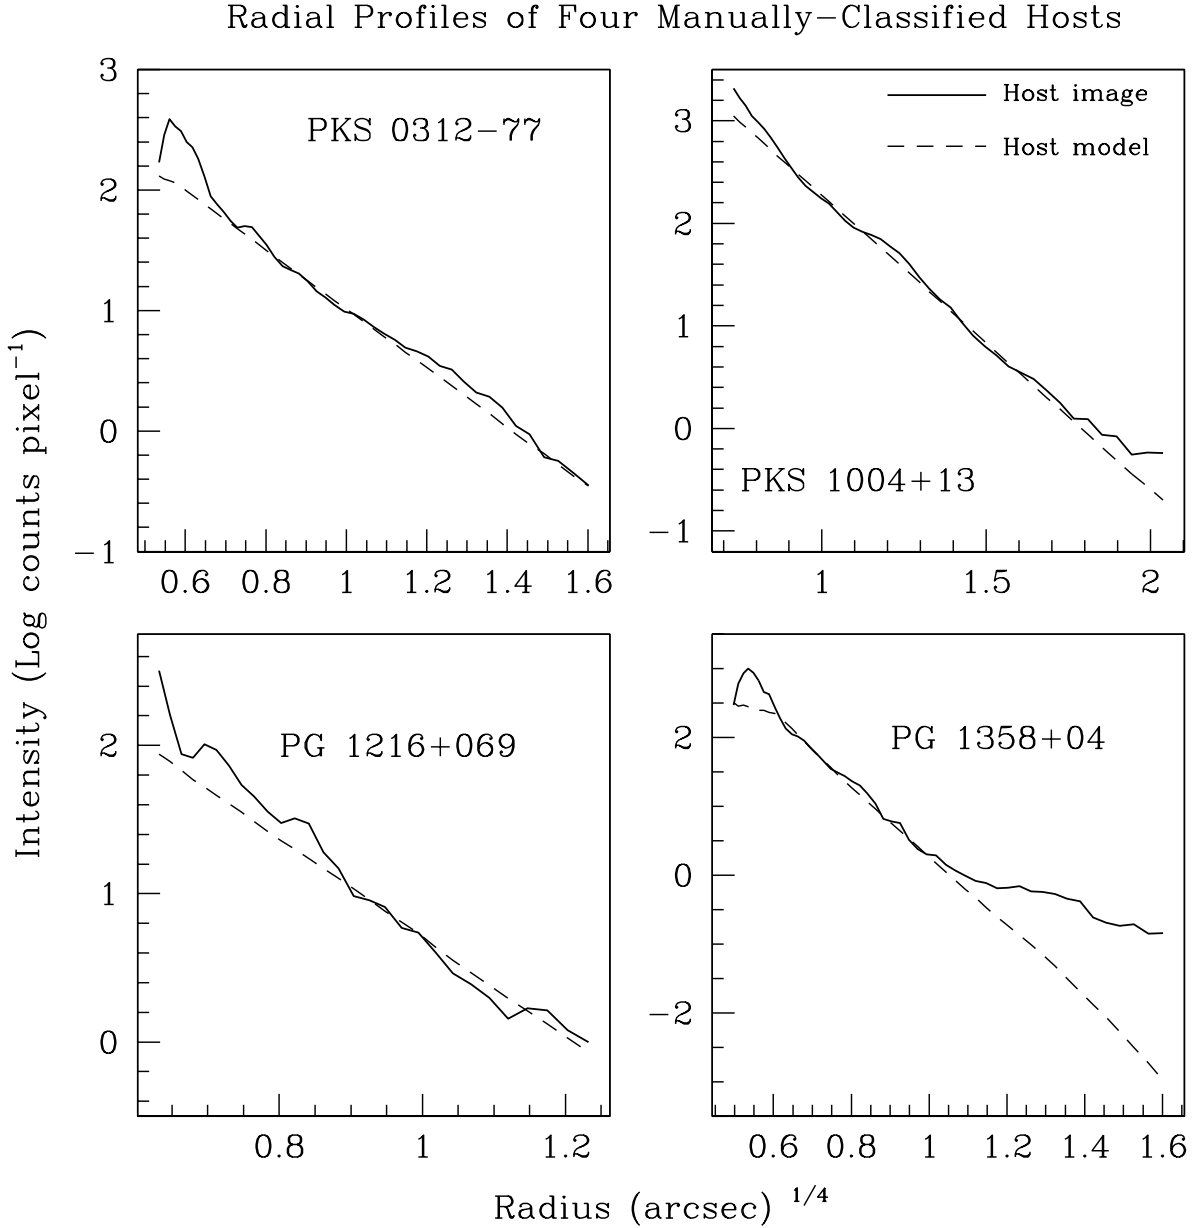 Radial Profiles of Four Manually-Classified Hosts
Intensity (Log counts pixel⁻¹)
PKS 0312-77
3
2
1
0
-1
0.6 0.8 1 1.2 1.4 1.6
Host image
Host model
PKS 1004+13
3
2
1
0
-1
1 1.5 2
PG 1216+069
2
1
0
0.8 1 1.2
PG 1358+04
2
0
-2
0.6 0.8 1 1.2 1.4 1.6
Radius (arcsec) 1/4